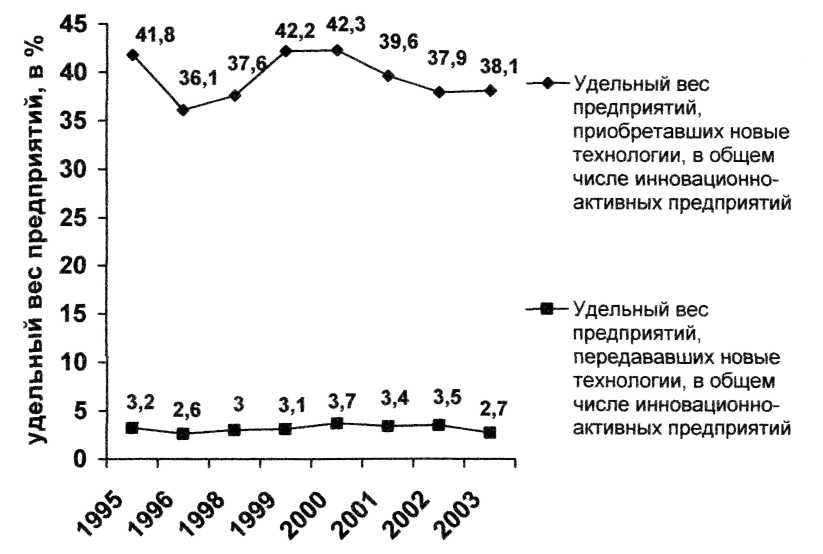 45
40
35
30
25
20
15
10
5
0
удельный вес предприятий, в %
41,8
36,1
37,6
42,2
42,3
39,6
37,9
38,1
3,2
2,6
3
3,1
3,7
3,4
3,5
2,7
1995
1996
1998
1999
2000
2001
2002
2003
Удельный вес
предприятий,
приобретавших новые
технологии, в общем
числе инновационно-
активных предприятий
Удельный вес
предприятий,
передававших новые
технологии, в общем
числе инновационно-
активных предприятий